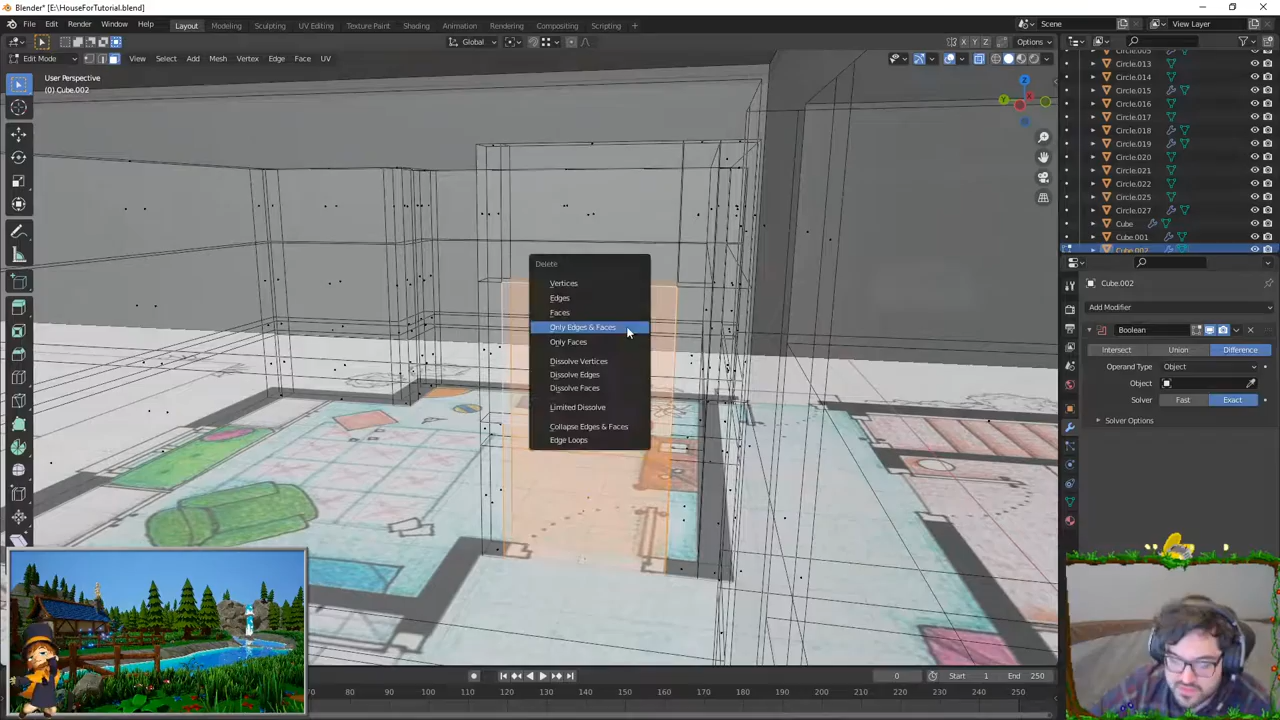 Blender* [E:\HouseForTutorial.blend]
File Edit Render Window Help Layout Modeling Sculpting UV Editing Texture Paint Shading Animation Rendering Compositing Scripting Scene View Layer
Global Options
Edit Mode View Select Add Mesh Vertex Edge Face UV
User Perspective
(0) Cube.002
X
Y
Z
Circle.005
Circle.013
Circle.014
Circle.015
Circle.016
Circle.017
Circle.018
Circle.019
Circle.020
Circle.021
Circle.022
Circle.025
Circle.027
Cube
Cube.001
Cube.002
Delete
Vertices
Edges
Faces
Only Edges & Faces
Only Faces
Dissolve Vertices
Dissolve Edges
Dissolve Faces
Limited Dissolve
Collapse Edges & Faces
Edge Loops
Cube.002
Add Modifier
Boolean
Intersect Union Difference
Operand Type Object
Object
Solver Fast Exact
Solver Options
0 Start 1 End 250
80 90 100 110 120 130 140 150 160 170 180 190 200 210 220 230 240 250